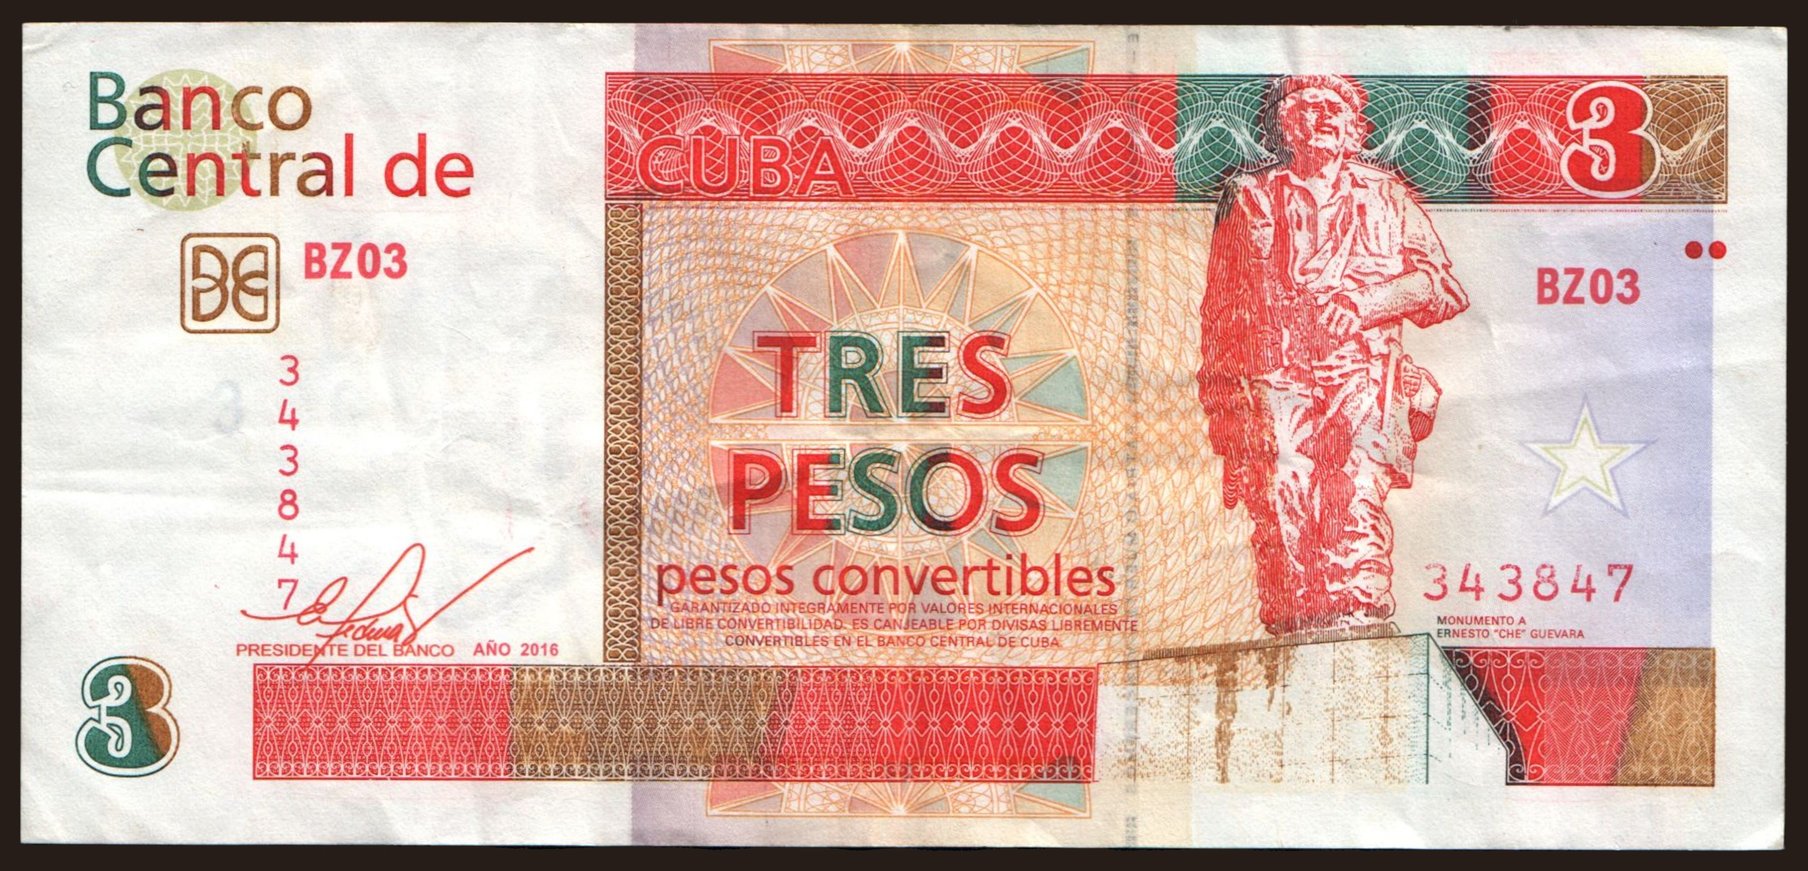 Banco
Central de
CUBA
3
BZ03
BZ03
3
4
3
8
4
7
TRES
PESOS
pesos convertibles
GARANTIZADO INTEGRAMENTE POR VALORES INTERNACIONALES
DE LIBRE CONVERTIBILIDAD. ES CANJEABLE POR DIVISAS LIBREMENTE
CONVERTIBLES EN EL BANCO CENTRAL DE CUBA.
343847
MONUMENTO A
ERNESTO "CHE" GUEVARA
PRESIDENTE DEL BANCO AÑO 2016
3